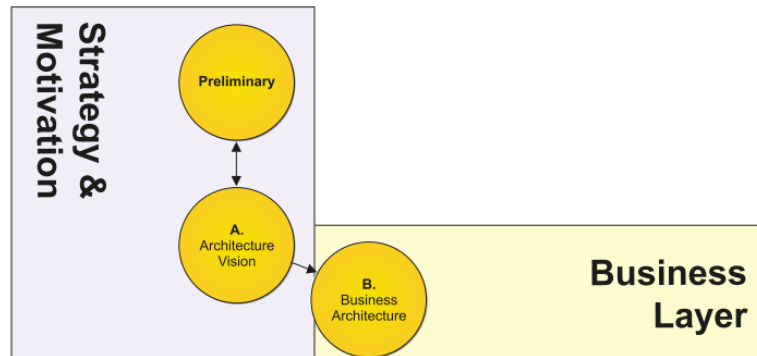 Strategy &
Motivation
Preliminary
A.
Architecture
Vision
B.
Business
Architecture
Business
Layer